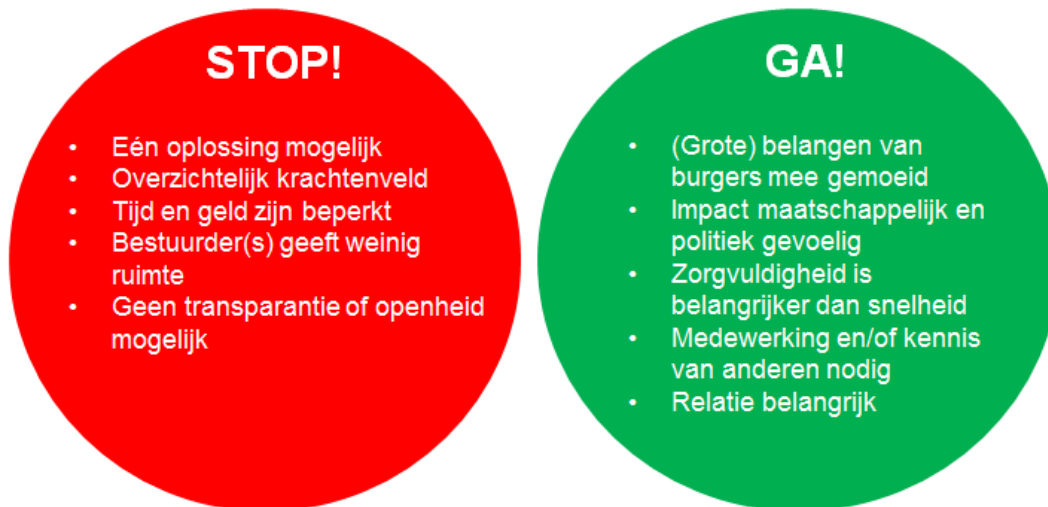 STOP!
• Eén oplossing mogelijk
• Overzichtelijk krachtenveld
• Tijd en geld zijn beperkt
• Bestuurder(s) geeft weinig
ruimte
• Geen transparantie of openheid
mogelijk
GA!
• (Grote) belangen van
burgers mee gemoeid
• Impact maatschappelijk en
politiek gevoelig
• Zorgvuldigheid is
belangrijker dan snelheid
• Medewerking en/of kennis
van anderen nodig
• Relatie belangrijk